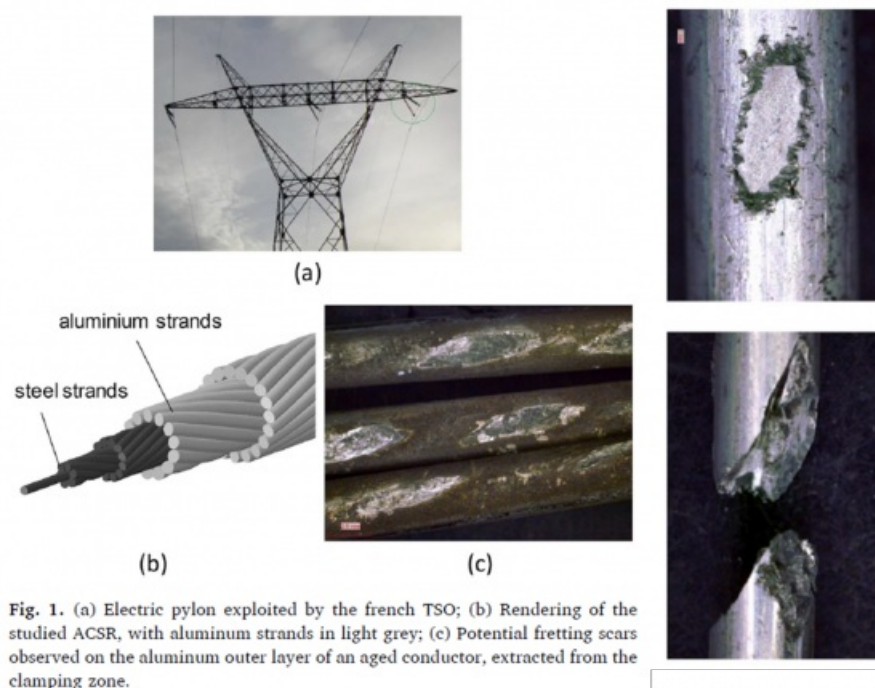 (a)
aluminium strands
steel strands
(b)
(c)
Fig. 1. (a) Electric pylon exploited by the french TSO; (b) Rendering of the
studied ACSR, with aluminum strands in light grey; (c) Potential fretting scars
observed on the aluminum outer layer of an aged conductor, extracted from the
clamping zone.